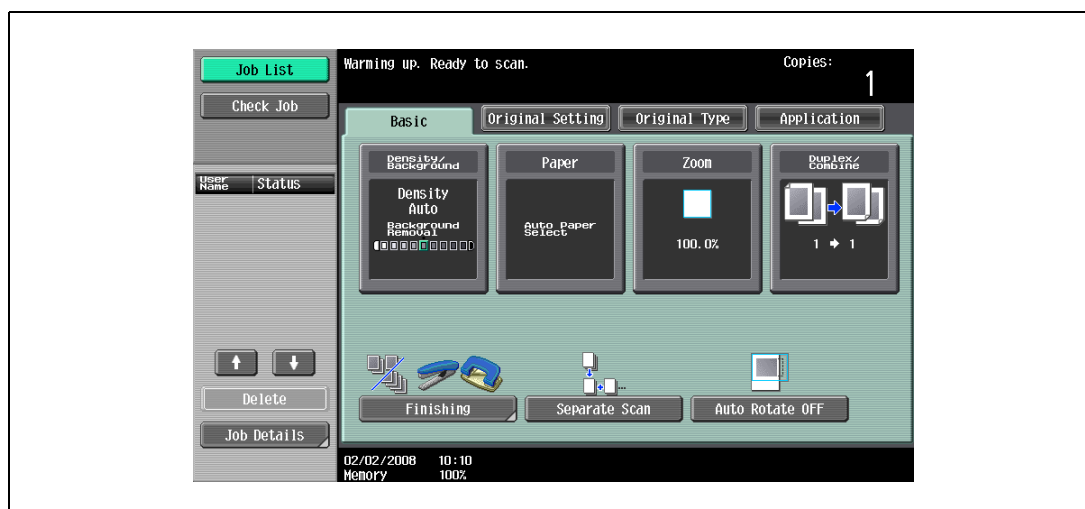 Job List
Check Job
User Name
Status
Delete
Job Details
Warming up. Ready to scan.
Copies:
1
Basic
Original Setting
Original Type
Application
Density/
Background
Density
Auto
Background
Removal
Paper
Auto Paper
Select
Zoom
100.0%
Duplex/
Combine
1 → 1
Finishing
Separate Scan
Auto Rotate OFF
02/02/2008 10:10
Memory 100%